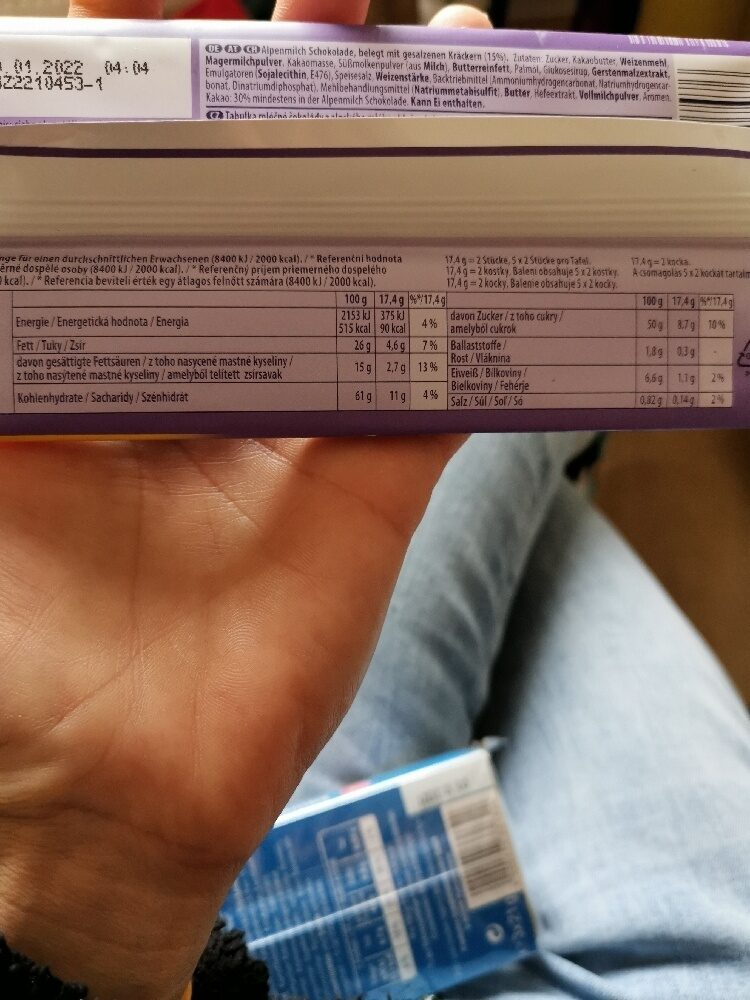 .01.2022 04:04
DE AT CH Alpenmilch Schokolade, belegt mit gesalzenen Kräckern (15%). Zutaten: Zucker, Kakaobutter, Weizenmehl,
Magermilchpulver, Kakaomasse, Süßmolkenpulver (aus Milch), Butterreinfett, Palmöl, Glukosesirup, Gerstenmalzextrakt,
Emulgatoren (Sojalecithin, E476), Speisesalz, Weizenstärke, Backtriebmittel (Ammoniumhydrogencarbonat, Natriumhydrogencar-
bonat, Dinatriumdiphosphat), Mehlbehandlungsmittel (Natriummetabisulfit), Butter, Hefeextrakt, Vollmilchpulver, Aromen.
Kakao: 30% mindestens in der Alpenmilch Schokolade. Kann Ei enthalten.
CZ Tabulka mléčné čokolády
nge für einen durchschnittlichen Erwachsenen (8400 kJ / 2000 kcal). / * Referenční hodnota
ěrné dospělé osoby (8400 kJ / 2000 kcal). / * Referenčný príjem priemerného dospelého
kcal). / * Referencia beviteli érték egy átlagos felnőtt számára (8400 kJ / 2000 kcal).
17,4 g = 2 Stücke, 5 x 2 Stücke pro Tafel.
17,4 g = 2 kostky. Balení obsahuje 5 x 2 kostky.
17,4 g = 2 kocky. Balenie obsahuje 5 x 2 kocky.
17,4 g = 2 kocka.
A csomagolás 5 x 2 kockát tartalm
100 g 17,4 g %*/17,4 g
Energie / Energetická hodnota / Energia 2153 kJ 375 kJ 4 %
515 kcal 90 kcal
Fett / Tuky / Zsír 26 g 4,6 g 7 %
davon gesättigte Fettsäuren / z toho nasycené mastné kyseliny /
z toho nasýtené mastné kyseliny / amelyből telített zsírsavak 15 g 2,7 g 13 %
Kohlenhydrate / Sacharidy / Szénhidrát 61 g 11 g 4 %
100 g 17,4 g %*/17,4 g
davon Zucker / z toho cukry /
amelyből cukrok 50 g 8,7 g 10 %
Ballaststoffe /
Rost / Vláknina 1,8 g 0,3 g -
Eiweiß / Bílkoviny /
Bielkoviny / Fehérje 6,6 g 1,1 g 2 %
Salz / Sůl / Soľ / Só 0,82 g 0,14 g 2 %